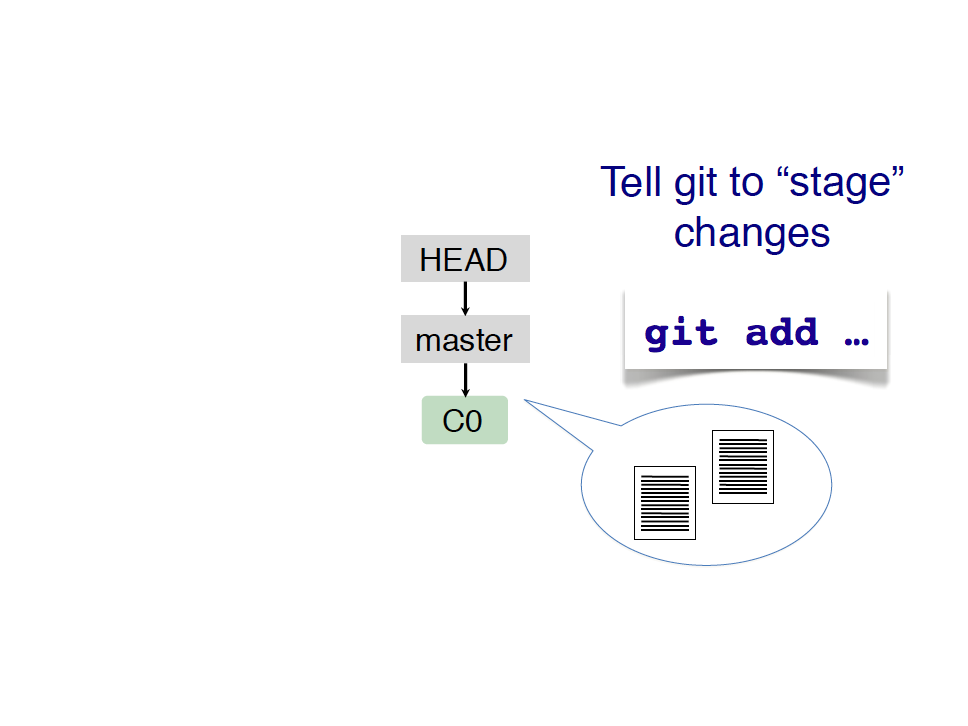 Tell git to “stage”
changes
HEAD
master
C0
git add …